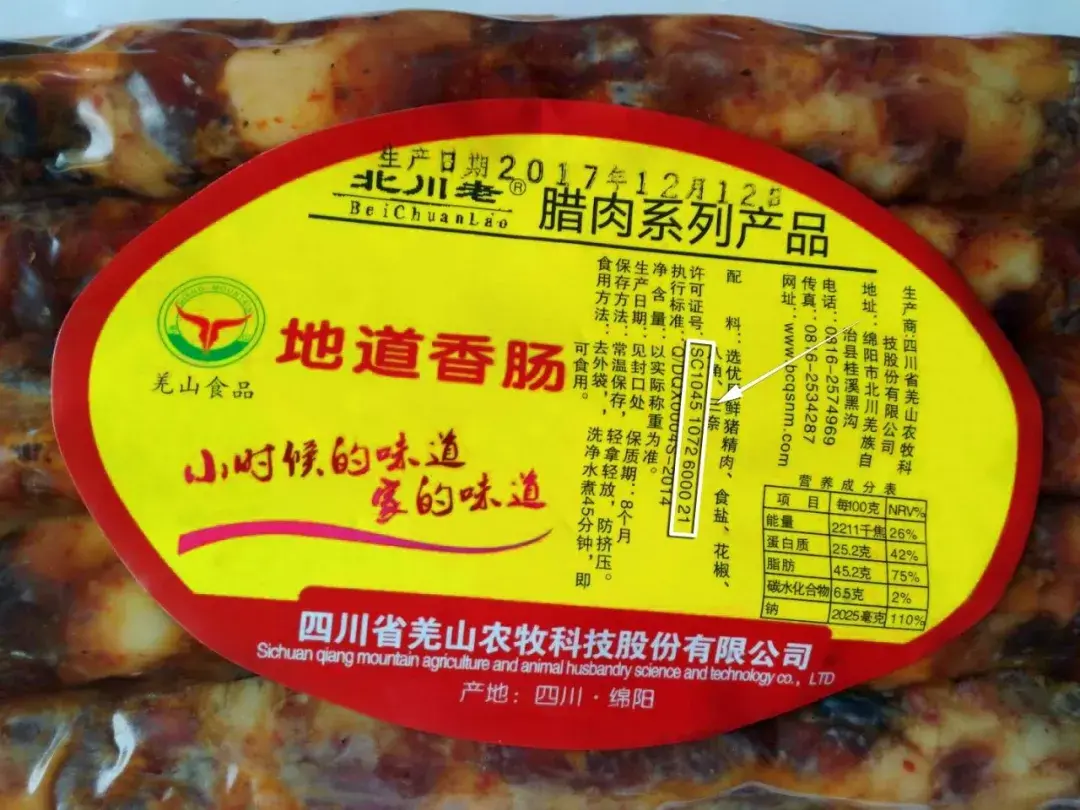 生产日期2017年12月12日
北川老®
BeiChuanLao
腊肉系列产品
QIANG MOUNTAIN
羌山食品
地道香肠
小时候的味道
家的味道
生产商四川省羌山农牧科
技股份有限公司
地址：绵阳市北川羌族自
治县桂溪黑沟
电话：0816-2574969
传真：0816-2534287
网址：www.bcqsnm.com
配 料：选优 鲜猪精肉、食盐、花椒、
八角、三奈
许可证号：SC10451072600021
执行标准：Q/DQX0004S-2014
净含量：以实际称重为准。
生产日期：见封口处 保质期：8个月
保存方法：常温保存，轻拿轻放，防挤压。
食用方法：去外袋，洗净水煮45分钟，即
可食用。
营养成分表
项目 每100克 NRV%
能量 2211千焦 26%
蛋白质 25.2克 42%
脂肪 45.2克 75%
碳水化合物 6.5克 2%
钠 2025毫克 110%
四川省羌山农牧科技股份有限公司
Sichuan qiang mountain agriculture and animal husbandry science and technology co., LTD
产地：四川·绵阳